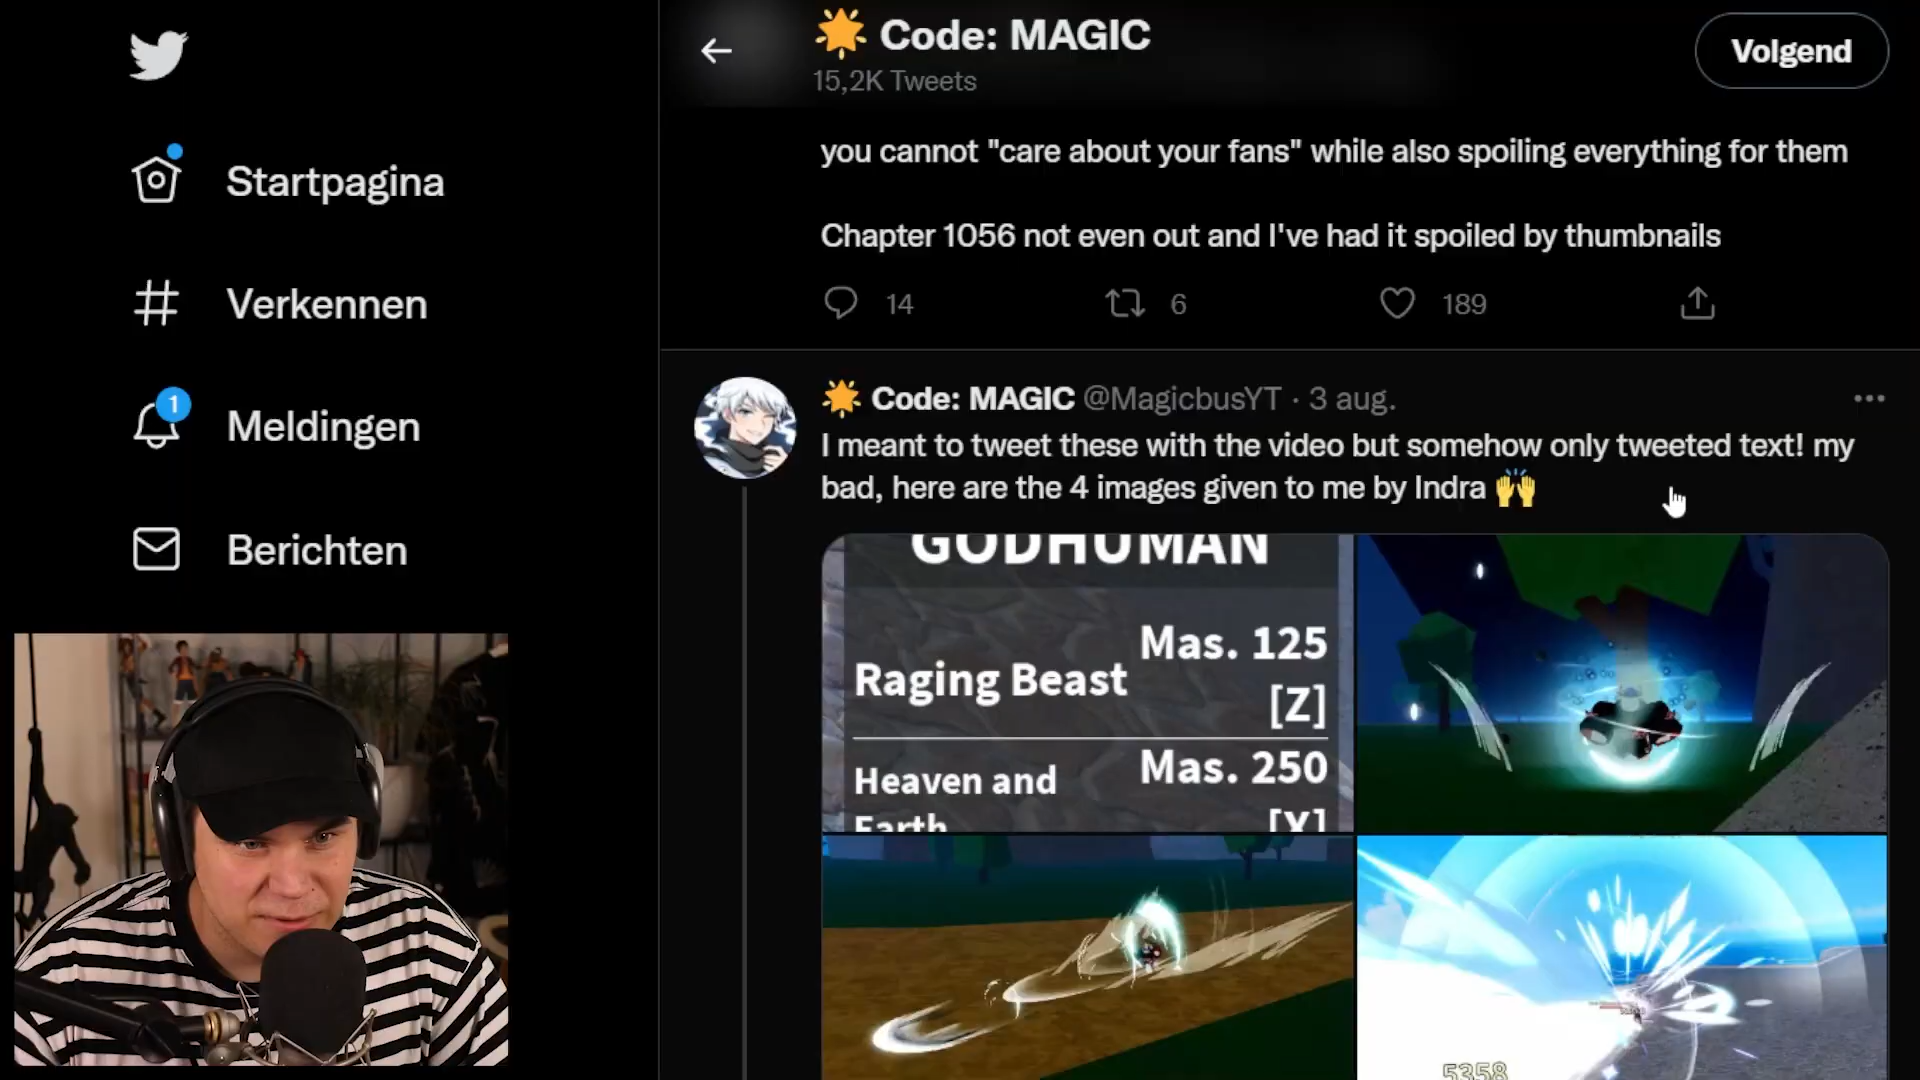 Code: MAGIC
15,2K Tweets
Volgend
Startpagina
Verkennen
1
Meldingen
Berichten
you cannot "care about your fans" while also spoiling everything for them
Chapter 1056 not even out and I've had it spoiled by thumbnails
14
6
189
Code: MAGIC @MagicbusYT · 3 aug.
I meant to tweet these with the video but somehow only tweeted text! my
bad, here are the 4 images given to me by Indra 🙌
GODHUMAN
Raging Beast
Mas. 125
[Z]
Heaven and
Earth
Mas. 250
[X]
5358